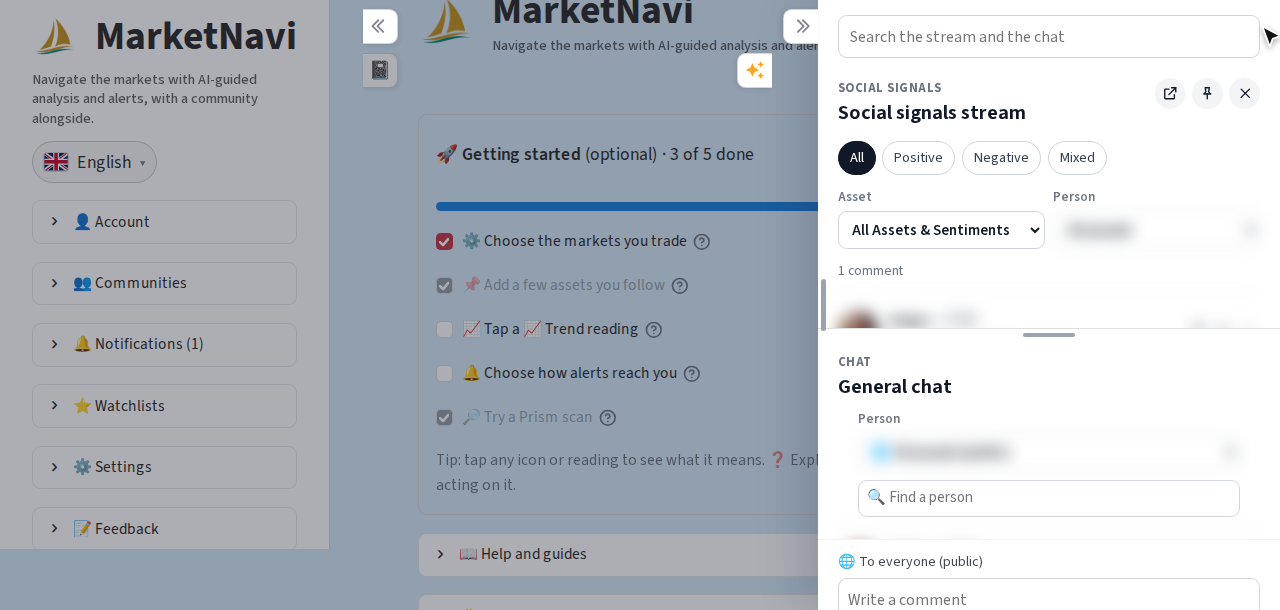 MarketNavi
Navigate the markets with AI-guided
analysis and alerts, with a community
alongside.
English
Account
Communities
Notifications (1)
Watchlists
Settings
Feedback
MarketNavi
Navigate the markets with AI-guided analysis and
Getting started (optional) · 3 of 5 done
Choose the markets you trade
Add a few assets you follow
Tap a 📈 Trend reading
Choose how alerts reach you
Try a Prism scan
Tip: tap any icon or reading to see what it means. ❓
acting on it.
Help and guides
Search the stream and the chat
SOCIAL SIGNALS
Social signals stream
All
Positive
Negative
Mixed
Asset
Person
All Assets & Sentiments
1 comment
CHAT
General chat
Person
Find a person
To everyone (public)
Write a comment